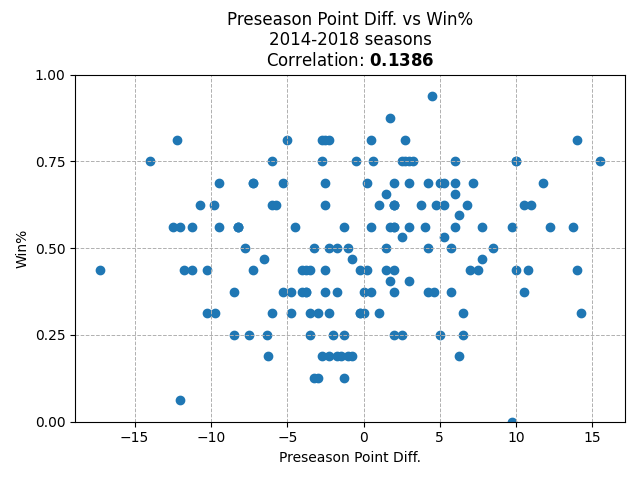 Preseason Point Diff. vs Win%
2014-2018 seasons
Correlation: 0.1386
1.00
0.75
0.50
0.25
0.00
Win%
−15
−10
−5
0
5
10
15
Preseason Point Diff.